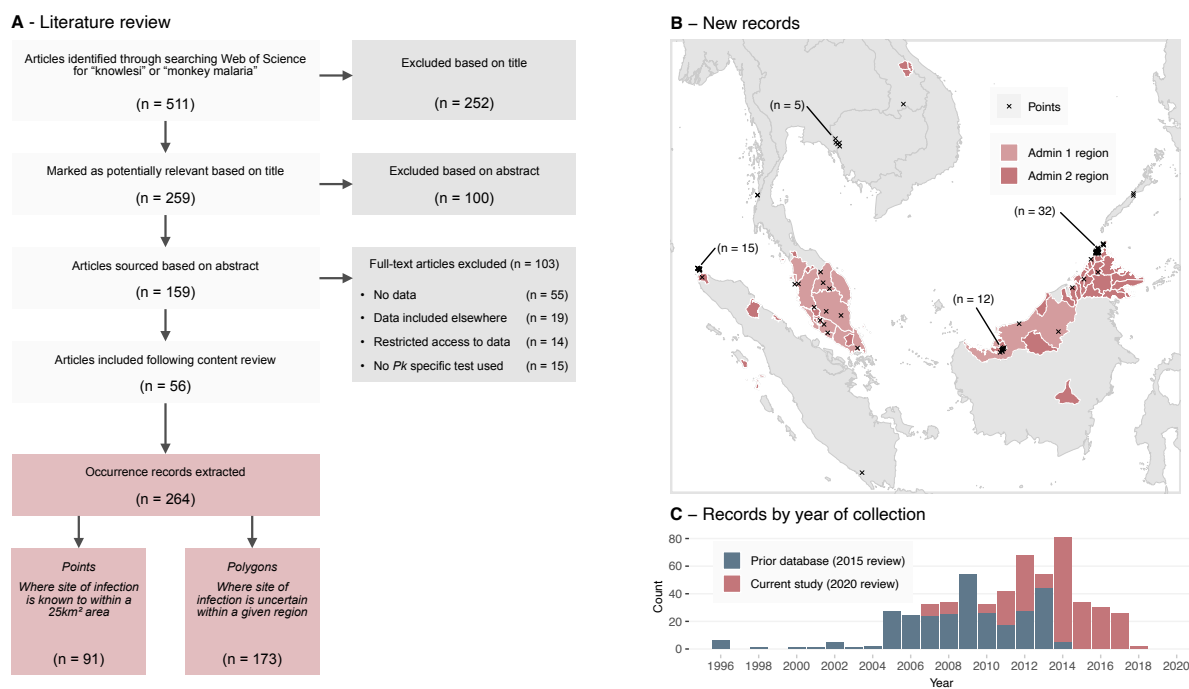 A - Literature review
Articles identified through searching Web of Science
for “knowlesi” or “monkey malaria”
(n = 511)
Excluded based on title
(n = 252)
Marked as potentially relevant based on title
(n = 259)
Excluded based on abstract
(n = 100)
Articles sourced based on abstract
(n = 159)
Full-text articles excluded (n = 103)
• No data (n = 55)
• Data included elsewhere (n = 19)
• Restricted access to data (n = 14)
• No Pk specific test used (n = 15)
Articles included following content review
(n = 56)
Occurrence records extracted
(n = 264)
Points
Where site of infection
is known to within a
25km² area
(n = 91)
Polygons
Where site of
infection is uncertain
within a given region
(n = 173)
B – New records
(n = 5)
Points
Admin 1 region
Admin 2 region
(n = 32)
(n = 15)
(n = 12)
C – Records by year of collection
Prior database (2015 review)
Current study (2020 review)
Count
80
60
40
20
0
1996 1998 2000 2002 2004 2006 2008 2010 2012 2014 2016 2018 2020
Year